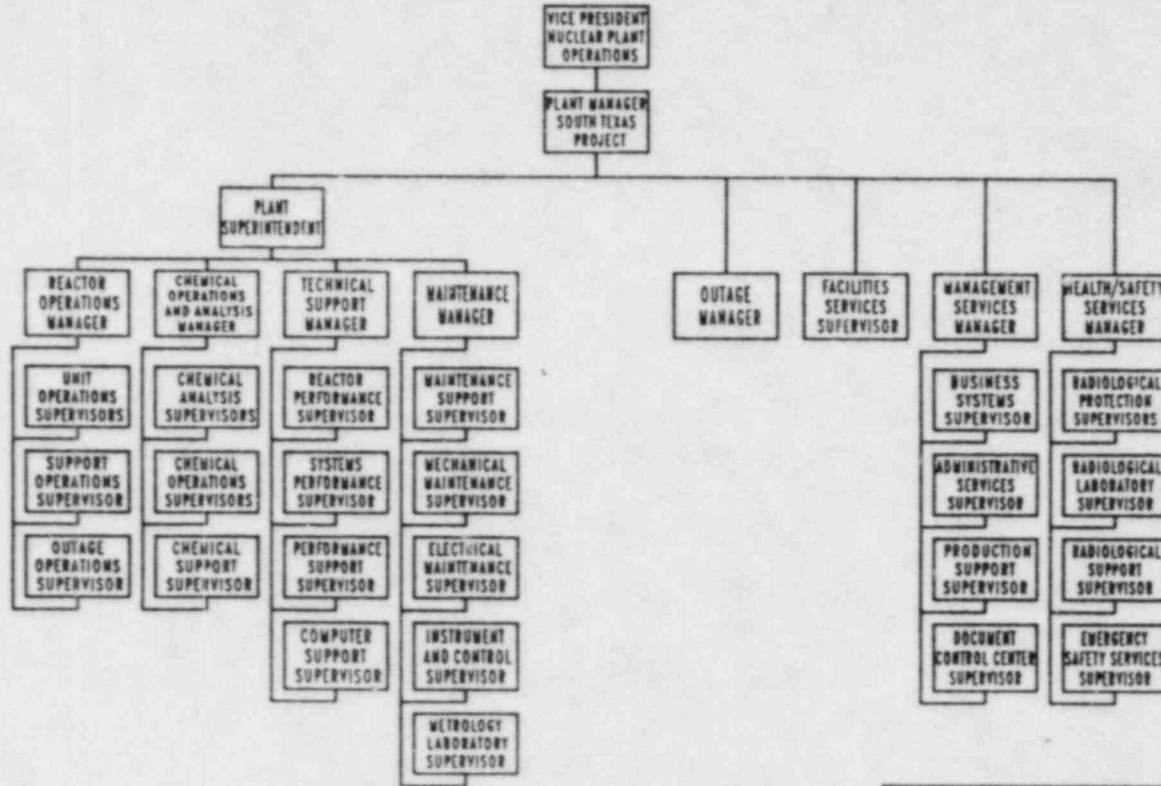 VICE PRESIDENT
NUCLEAR PLANT
OPERATIONS
PLANT MANAGER
SOUTH TEXAS
PROJECT
PLANT
SUPERINTENDENT
REACTOR
OPERATIONS
MANAGER
CHEMICAL
OPERATIONS
AND ANALYSIS
MANAGER
TECHNICAL
SUPPORT
MANAGER
MAINTENANCE
MANAGER
OUTAGE
MANAGER
FACILITIES
SERVICES
SUPERVISOR
MANAGEMENT
SERVICES
MANAGER
HEALTH/SAFETY
SERVICES
MANAGER
UNIT
OPERATIONS
SUPERVISORS
CHEMICAL
ANALYSIS
SUPERVISORS
REACTOR
PERFORMANCE
SUPERVISOR
MAINTENANCE
SUPPORT
SUPERVISOR
BUSINESS
SYSTEMS
SUPERVISOR
RADIOLOGICAL
PROTECTION
SUPERVISORS
SUPPORT
OPERATIONS
SUPERVISOR
CHEMICAL
OPERATIONS
SUPERVISORS
SYSTEMS
PERFORMANCE
SUPERVISOR
MECHANICAL
MAINTENANCE
SUPERVISOR
ADMINISTRATIVE
SERVICES
SUPERVISOR
RADIOLOGICAL
LABORATORY
SUPERVISOR
OUTAGE
OPERATIONS
SUPERVISOR
CHEMICAL
SUPPORT
SUPERVISOR
PERFORMANCE
SUPPORT
SUPERVISOR
ELECTRICAL
MAINTENANCE
SUPERVISOR
PRODUCTION
SUPPORT
SUPERVISOR
RADIOLOGICAL
SUPPORT
SUPERVISOR
COMPUTER
SUPPORT
SUPERVISOR
INSTRUMENT
AND CONTROL
SUPERVISOR
DOCUMENT
CONTROL CENTER
SUPERVISOR
EMERGENCY
SAFETY SERVICES
SUPERVISOR
METROLOGY
LABORATORY
SUPERVISOR